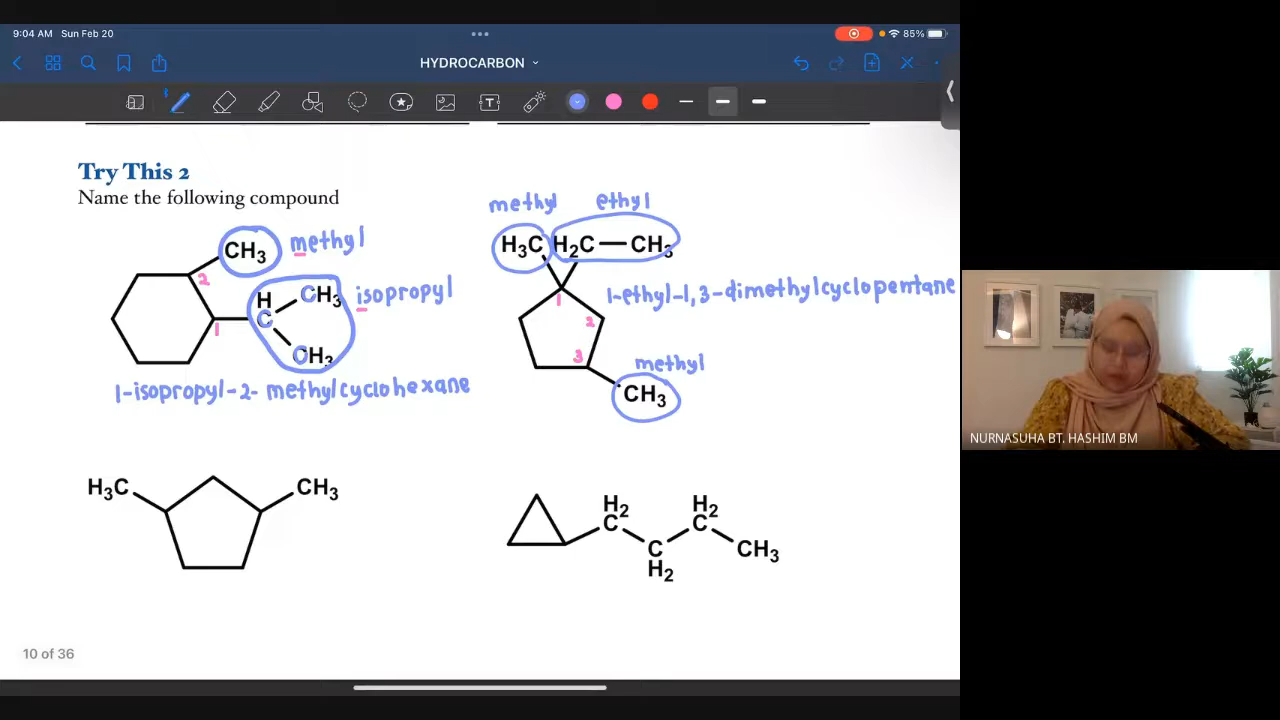 9:04 AM Sun Feb 20
85%
HYDROCARBON
Try This 2
Name the following compound
CH3 methyl
2
H CH3 isopropyl
C
1
CH3
1-isopropyl-2-methylcyclohexane
methyl ethyl
H3C H2C—CH3
1-ethyl-1,3-dimethylcyclopentane
1
2
3
methyl
CH3
H3C CH3
H2 H2
C C
C CH3
H2
10 of 36
NURNASUHA BT. HASHIM BM